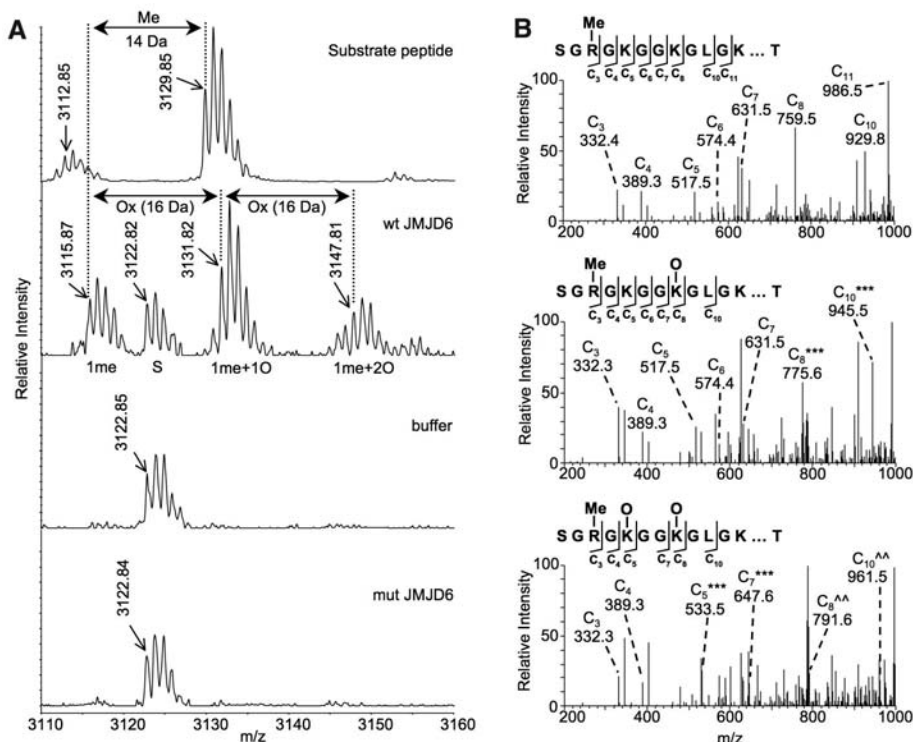 A
Me
14 Da
Substrate peptide
3112.85
3129.85
Ox (16 Da)
Ox (16 Da)
wt JMJD6
3115.87
3122.82
3131.82
3147.81
1me
S
1me+1O
1me+2O
Relative Intensity
buffer
3122.85
mut JMJD6
3122.84
3110 3120 3130 3140 3150 3160
m/z
B
Me
S G R G K G G K G L G K ... T
C3 C4 C5 C6 C7 C8 C10 C11
Relative Intensity
100
50
0
C3
332.4
C4
389.3
C5
517.5
C6
574.4
C7
631.5
C8
759.5
C10
929.8
C11
986.5
200 400 600 800 1000
Me O
S G R G K G G K G L G K ... T
C3 C4 C5 C6 C7 C8 C10
Relative Intensity
100
50
0
C3
332.3
C4
389.3
C5
517.5
C6
574.4
C7
631.5
C8***
775.6
C10***
945.5
200 400 600 800 1000
Me O O
S G R G K G G K G L G K ... T
C3 C4 C5 C7 C8 C10
Relative Intensity
100
50
0
C3
332.3
C4
389.3
C5***
533.5
C7***
647.6
C8^^
791.6
C10^^
961.5
200 400 600 800 1000
m/z